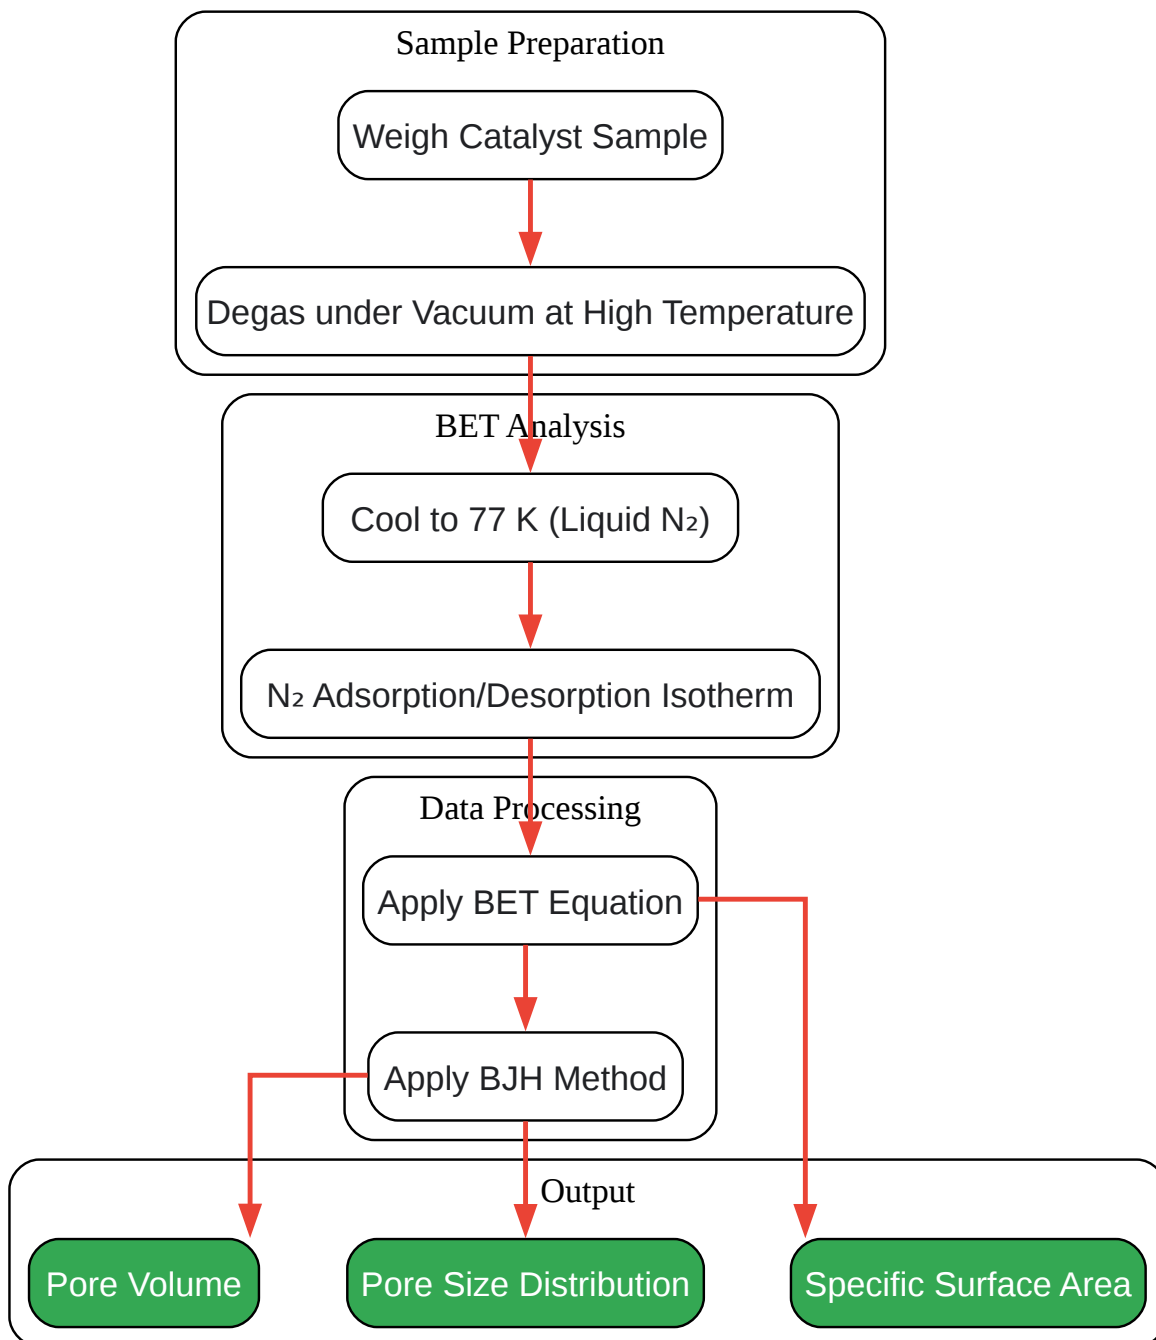 Sample Preparation
Weigh Catalyst Sample
Degas under Vacuum at High Temperature
BET Analysis
Cool to 77 K (Liquid N₂)
N₂ Adsorption/Desorption Isotherm
Data Processing
Apply BET Equation
Apply BJH Method
Output
Pore Volume
Pore Size Distribution
Specific Surface Area